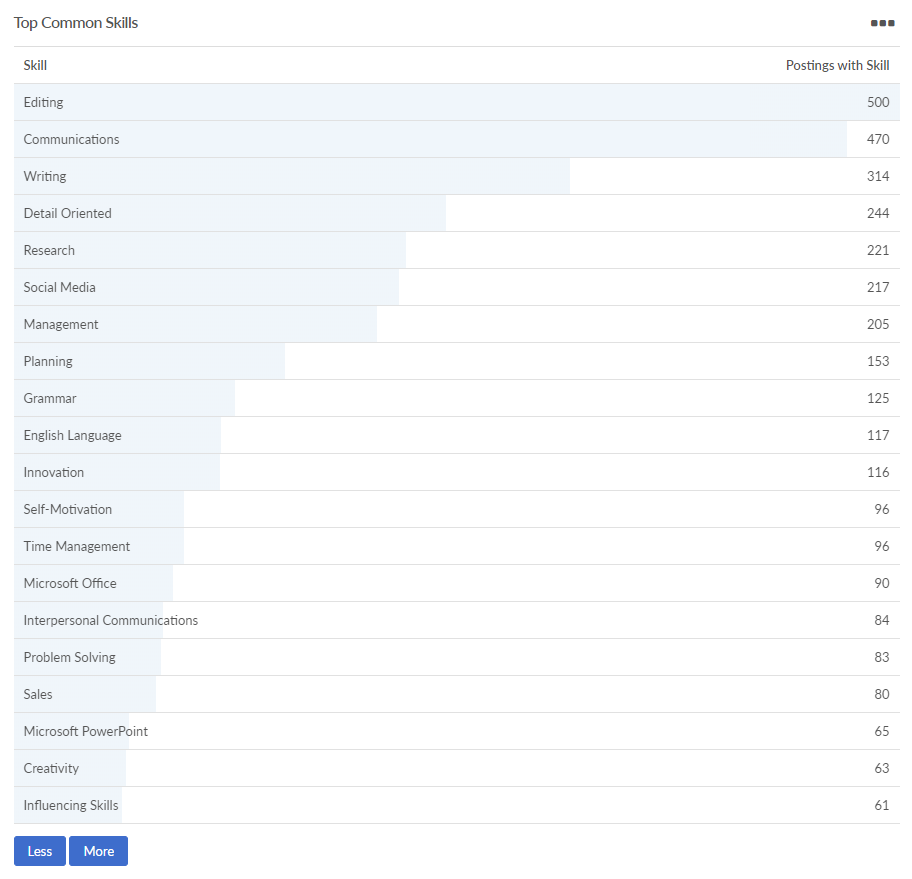 Top Common Skills
Skill Postings with Skill
Editing 500
Communications 470
Writing 314
Detail Oriented 244
Research 221
Social Media 217
Management 205
Planning 153
Grammar 125
English Language 117
Innovation 116
Self-Motivation 96
Time Management 96
Microsoft Office 90
Interpersonal Communications 84
Problem Solving 83
Sales 80
Microsoft PowerPoint 65
Creativity 63
Influencing Skills 61
Less More